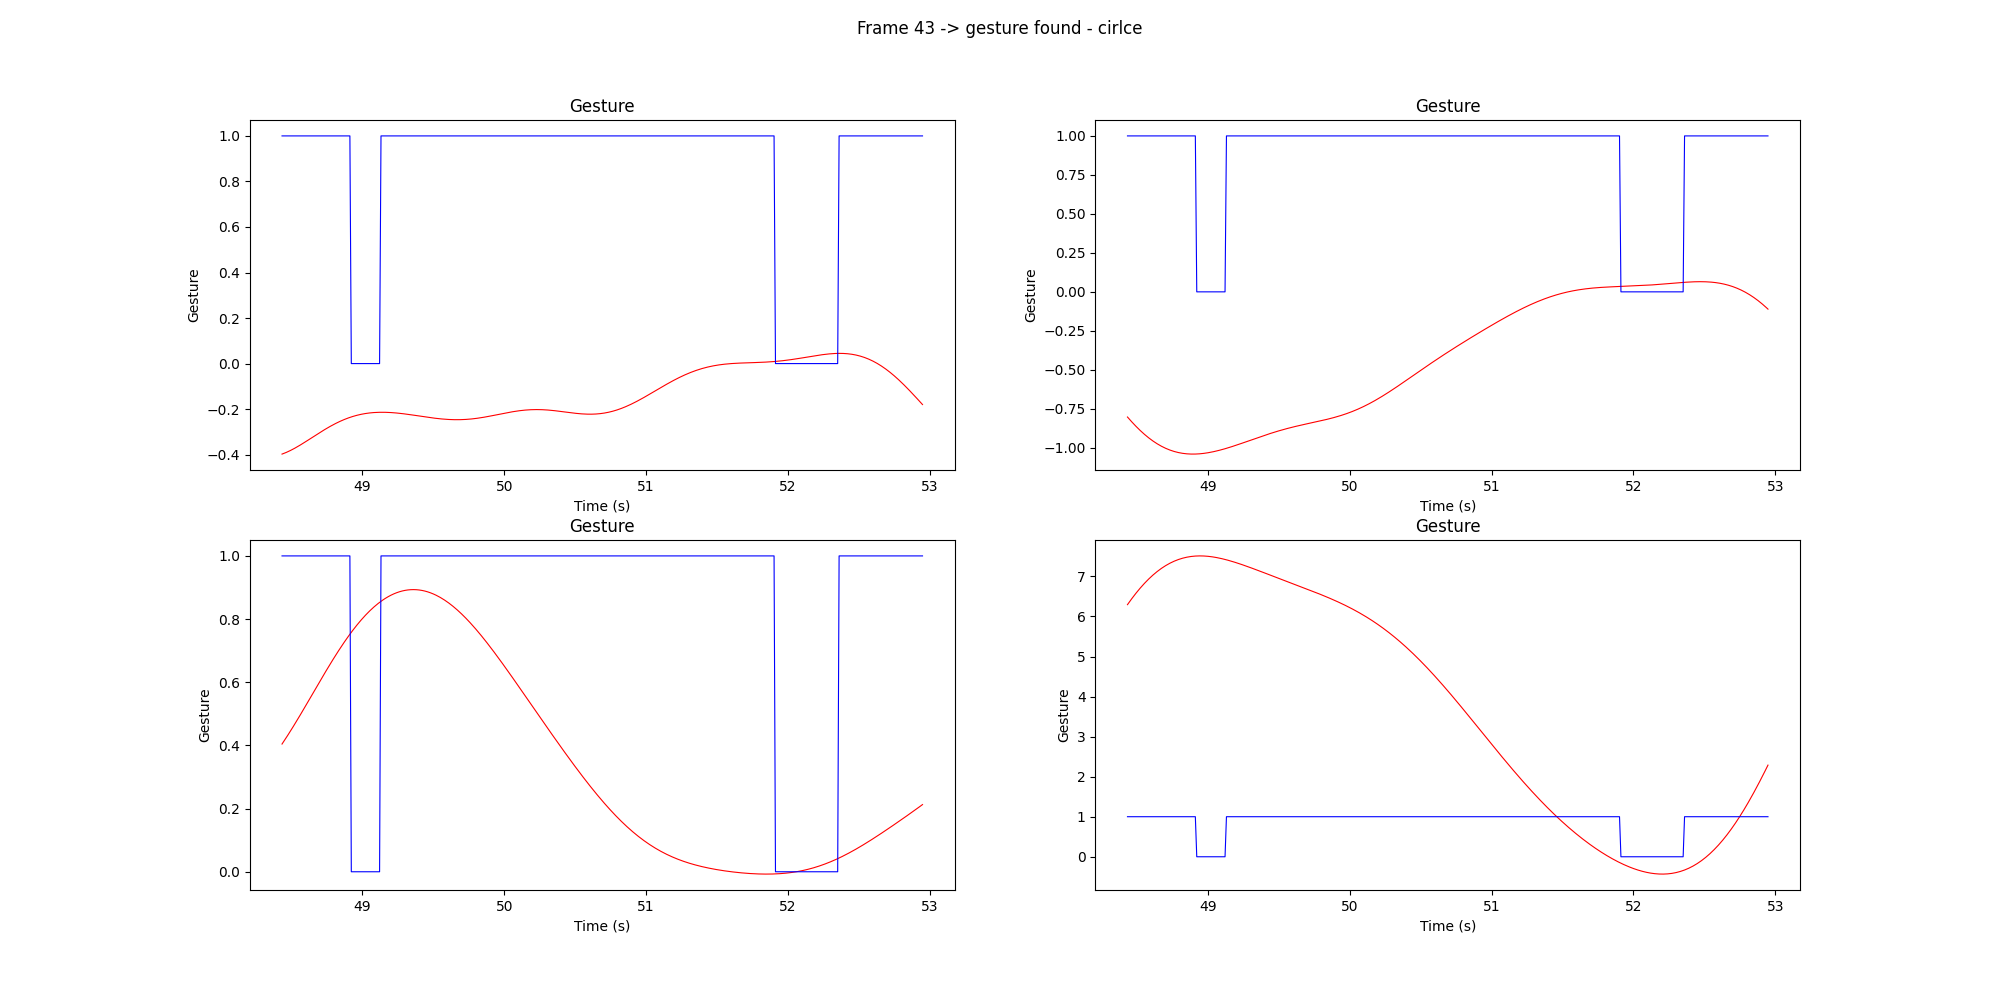 Frame 43 -> gesture found - cirlce
Gesture
1.0
0.8
0.6
0.4
0.2
0.0
−0.2
−0.4
Gesture
49 50 51 52 53
Time (s)
Gesture
1.00
0.75
0.50
0.25
0.00
−0.25
−0.50
−0.75
−1.00
Gesture
49 50 51 52 53
Time (s)
Gesture
1.0
0.8
0.6
0.4
0.2
0.0
Gesture
49 50 51 52 53
Time (s)
Gesture
7
6
5
4
3
2
1
0
Gesture
49 50 51 52 53
Time (s)